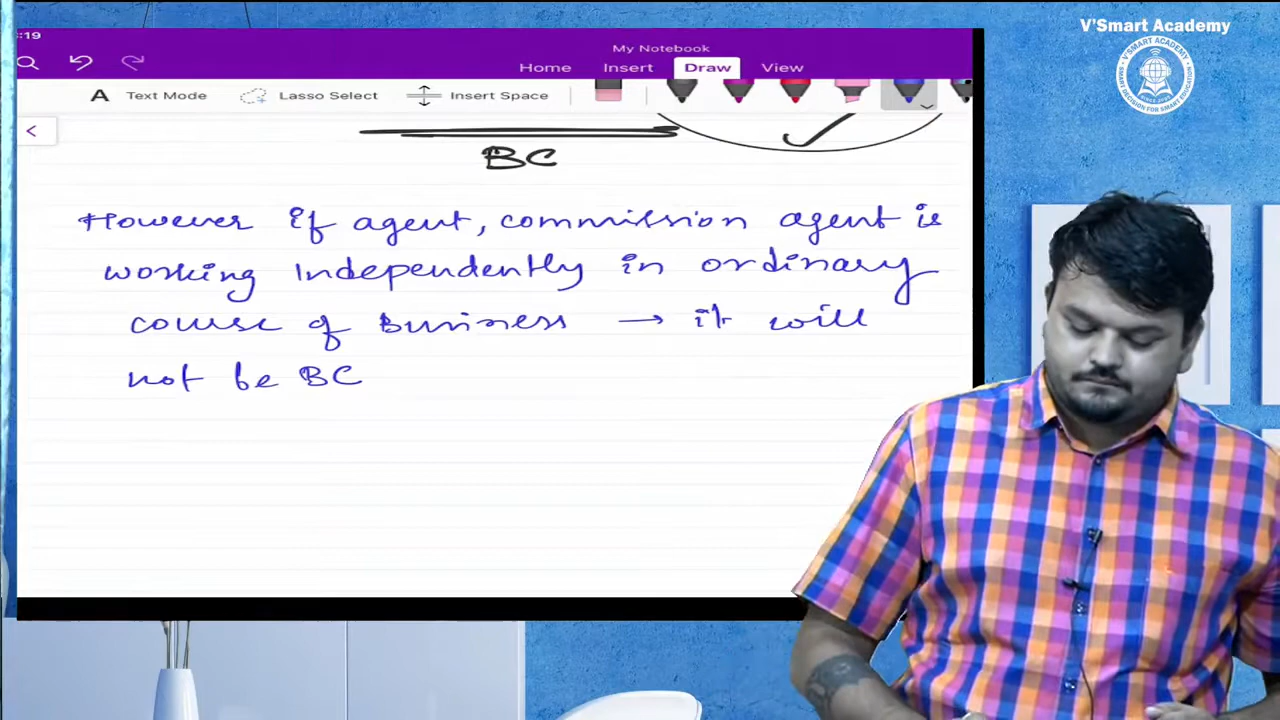 V'Smart Academy
:19
My Notebook
Home Insert Draw View
Text Mode Lasso Select Insert Space
BC
However if agent, commission agent is
working Independently in ordinary
course of Business → it will
not be BC